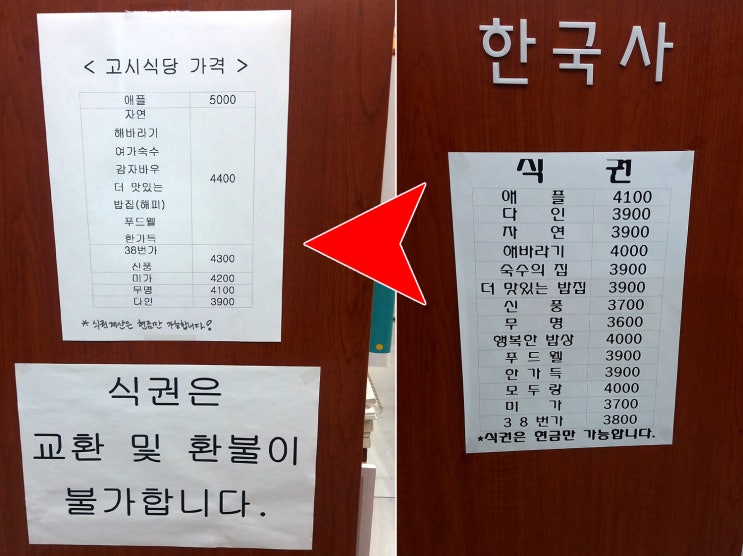 < 고시식당 가격 >
애플 5000
자연
해바라기
여가숙수
감자바우
더 맛있는 4400
밥집(해피)
푸드웰
한가득
38번가 4300
신풍
미가 4200
무명 4100
다인 3900
* 식권계산은 현금만 가능합니다?
식권은
교환 및 환불이
불가합니다.
한국사
식 권
애 플 4100
다 인 3900
자 연 3900
해바라기 4000
숙수의 집 3900
더 맛있는 밥집 3900
신 풍 3700
무 명 3600
행복한 밥상 4000
푸 드 웰 3900
한 가 득 3900
모 두 랑 4000
미 가 3700
3 8 번가 3800
*식권은 현금만 가능합니다.